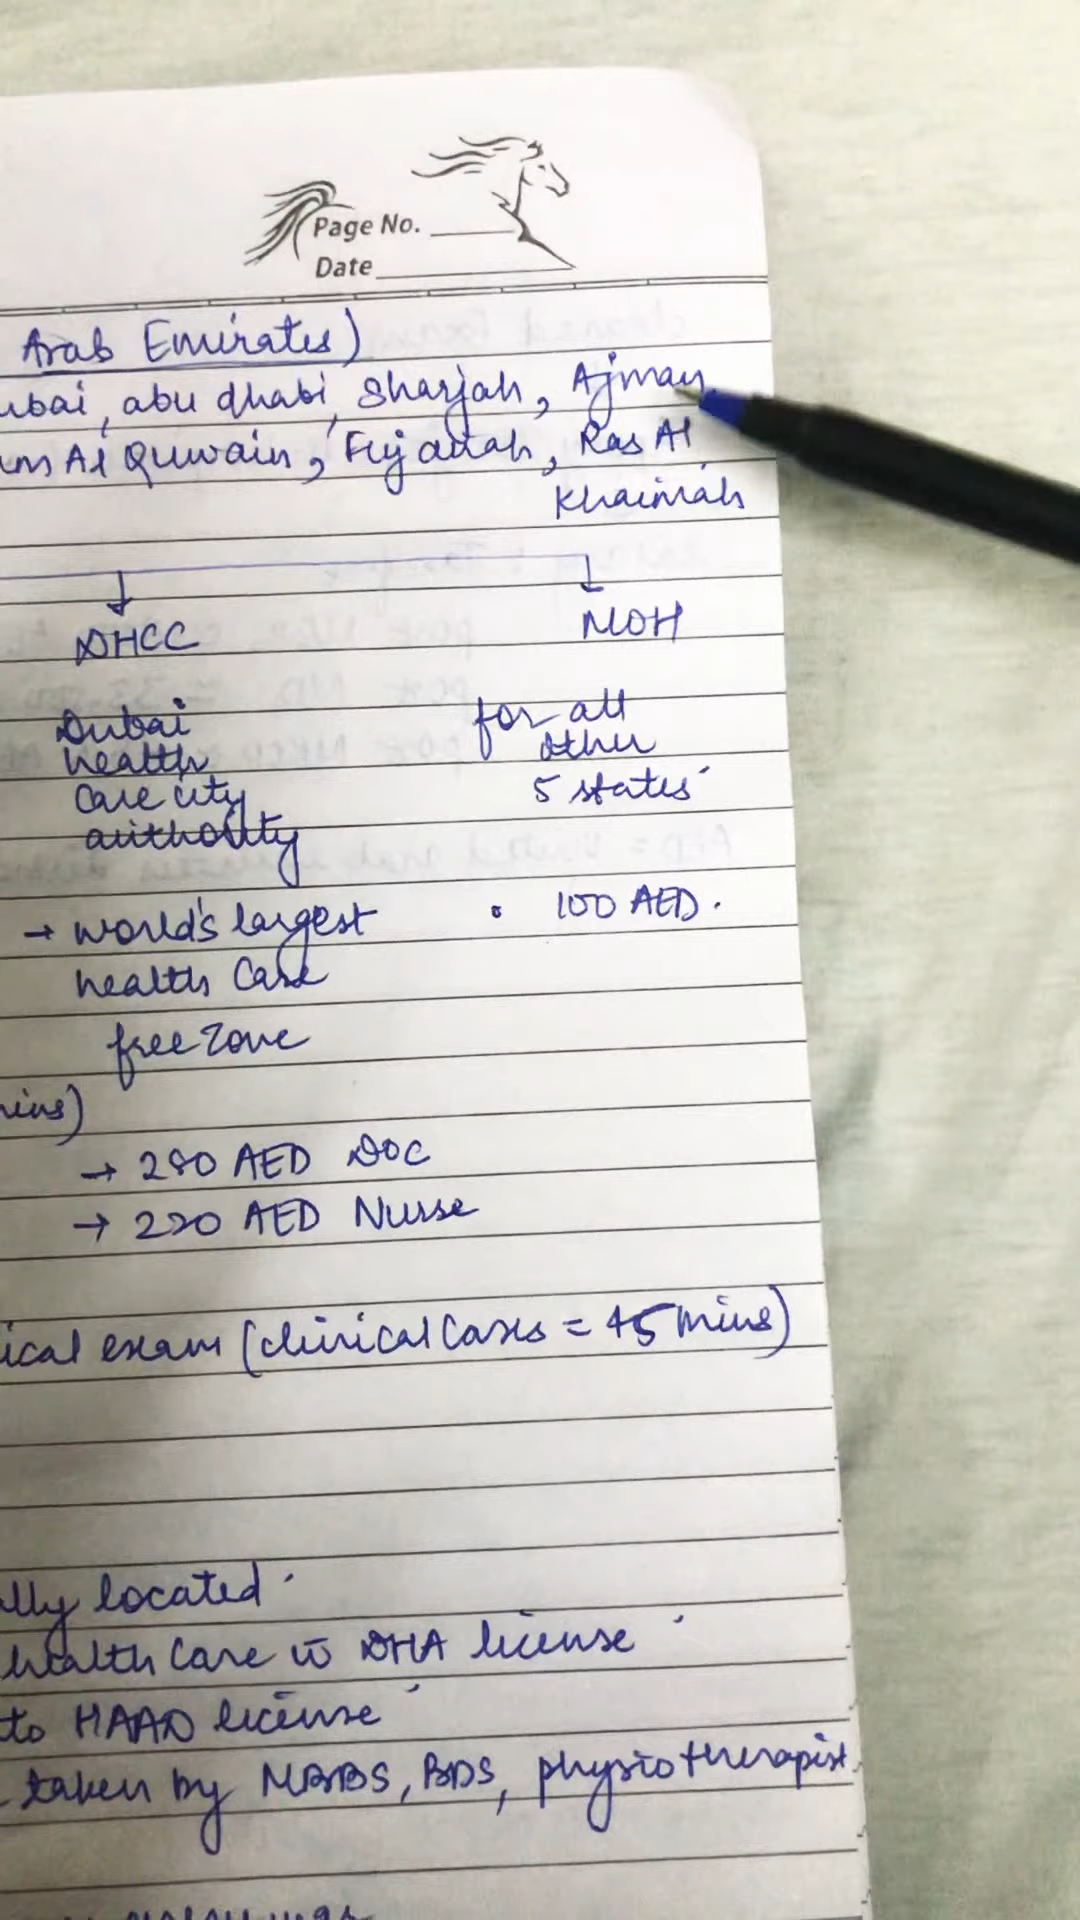 Page No.
Date
Arab Emirates)
ubai, abu dhabi, Sharjah, Ajman
um Al Quwain, Fujairah, Ras Al
Khaimah
DHCC
MOH
Dubai
health
Care city
authority
for all
other
5 states
→ world's largest
health Care
free zone
• 100 AED.
mins)
→ 280 AED Doc
→ 220 AED Nurse
ical exam (clinical Cases = 45 mins)
lly located
health Care to DHA license
to HAAD license
taken by MBBS, BDS, physiotherapist